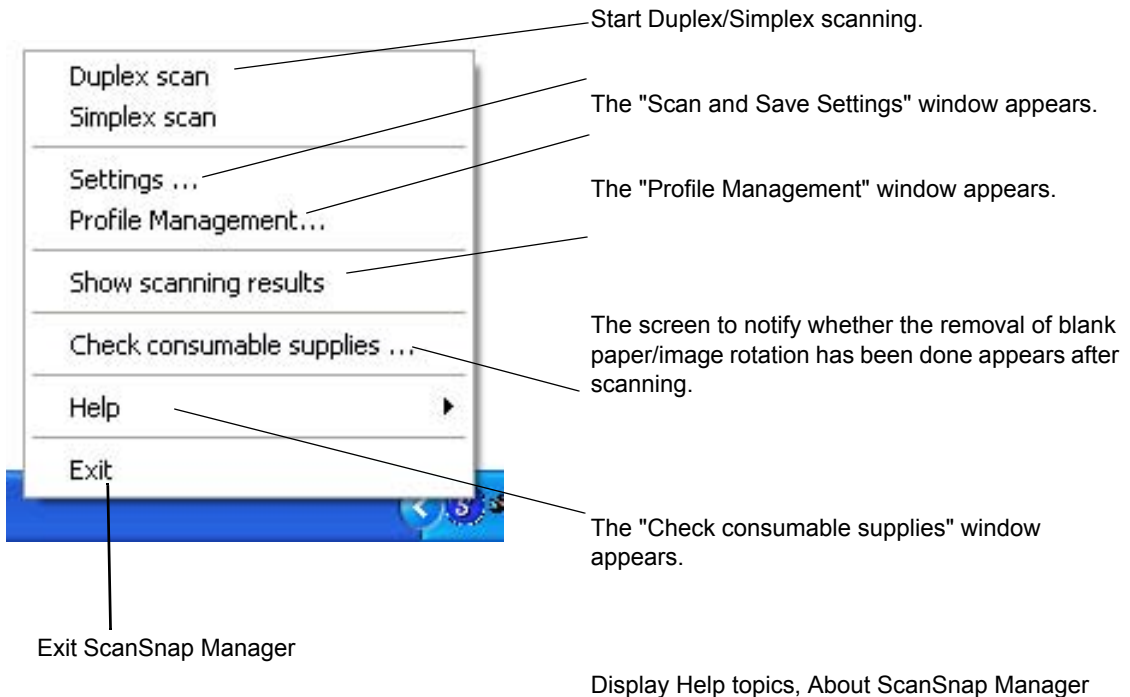 Start Duplex/Simplex scanning.
Duplex scan
Simplex scan
The "Scan and Save Settings" window appears.
Settings ...
Profile Management...
The "Profile Management" window appears.
Show scanning results
The screen to notify whether the removal of blank
paper/image rotation has been done appears after
scanning.
Check consumable supplies ...
Help
Exit
The "Check consumable supplies" window
appears.
Exit ScanSnap Manager
Display Help topics, About ScanSnap Manager